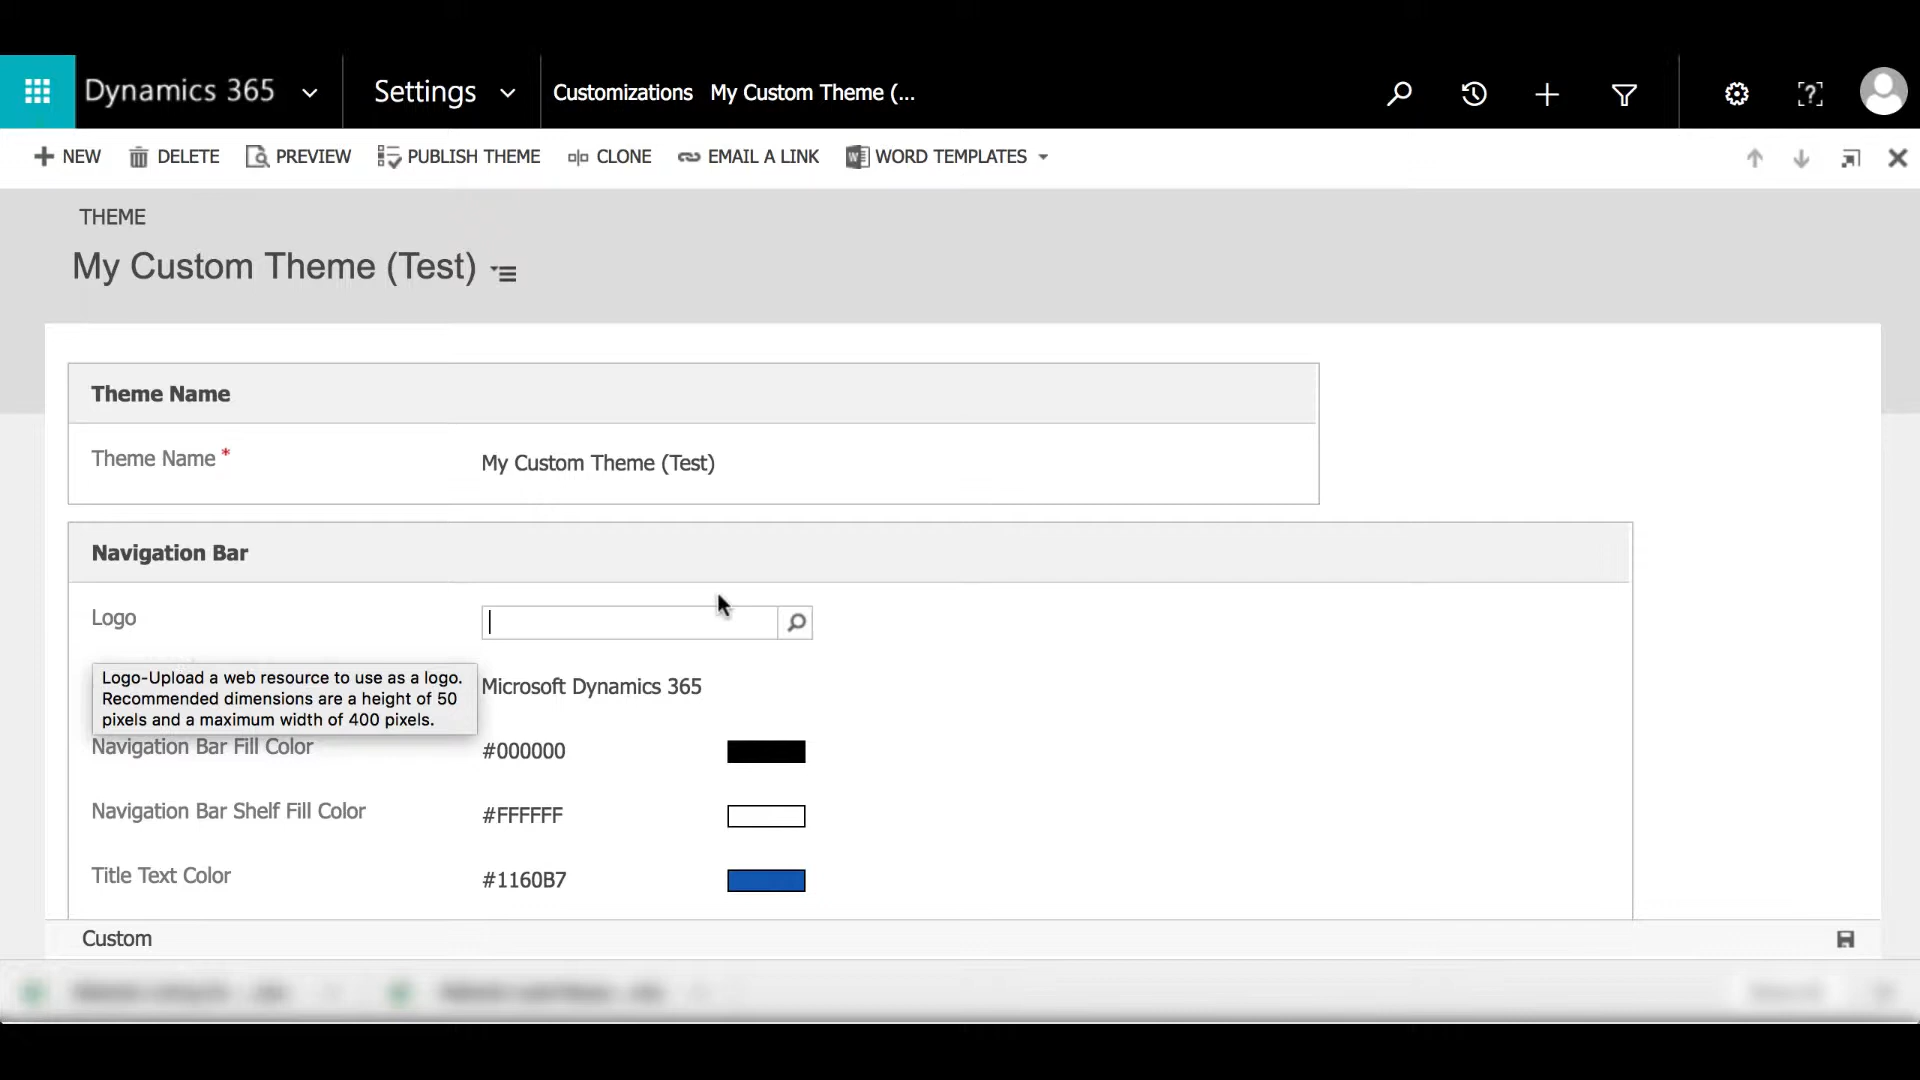 Dynamics 365 Settings Customizations My Custom Theme (...
NEW DELETE PREVIEW PUBLISH THEME CLONE EMAIL A LINK WORD TEMPLATES
THEME
My Custom Theme (Test)
Theme Name
Theme Name * My Custom Theme (Test)
Navigation Bar
Logo
Logo-Upload a web resource to use as a logo.
Recommended dimensions are a height of 50
pixels and a maximum width of 400 pixels.
Microsoft Dynamics 365
Navigation Bar Fill Color #000000
Navigation Bar Shelf Fill Color #FFFFFF
Title Text Color #1160B7
Custom